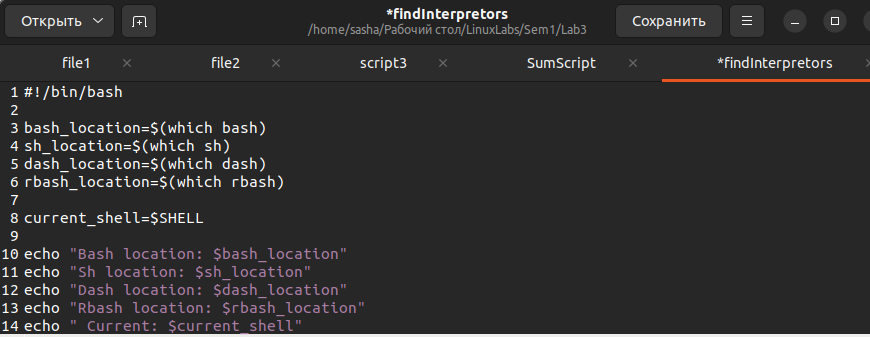 Открыть
*findInterpretors
/home/sasha/Рабочий стол/LinuxLabs/Sem1/Lab3
Сохранить
file1 × file2 × script3 × SumScript × *findInterpretors ×
1 #!/bin/bash
2
3 bash_location=$(which bash)
4 sh_location=$(which sh)
5 dash_location=$(which dash)
6 rbash_location=$(which rbash)
7
8 current_shell=$SHELL
9
10 echo "Bash location: $bash_location"
11 echo "Sh location: $sh_location"
12 echo "Dash location: $dash_location"
13 echo "Rbash location: $rbash_location"
14 echo " Current: $current_shell"